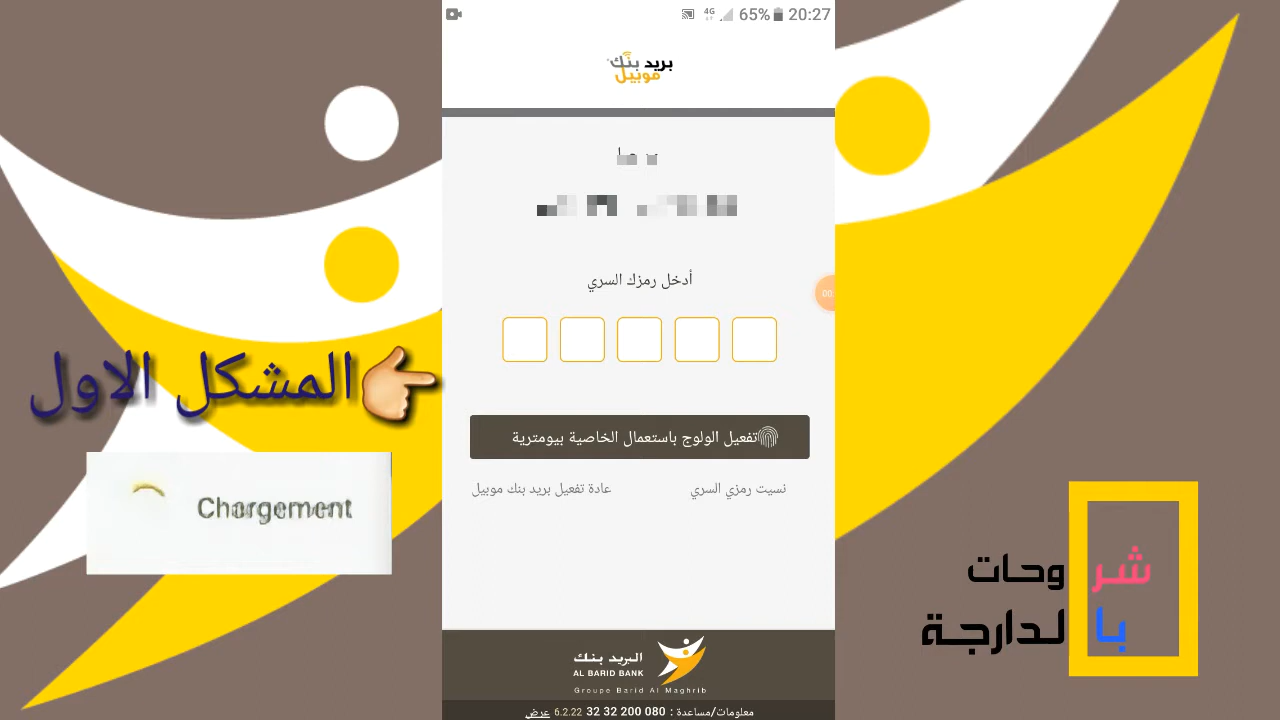 4G 65% 20:27
بريد بنك
موبيل
أدخل رمزك السري
00
المشكل الاول
تفعيل الولوج باستعمال الخاصية بيومترية
نسيت رمزي السري
عادة تفعيل بريد بنك موبيل
Chargement
شروحات
بالدارجة
البريد بنك
AL BARID BANK
Groupe Barid Al Maghrib
معلومات/مساعدة : 080 200 32 32 6.2.22 عرض